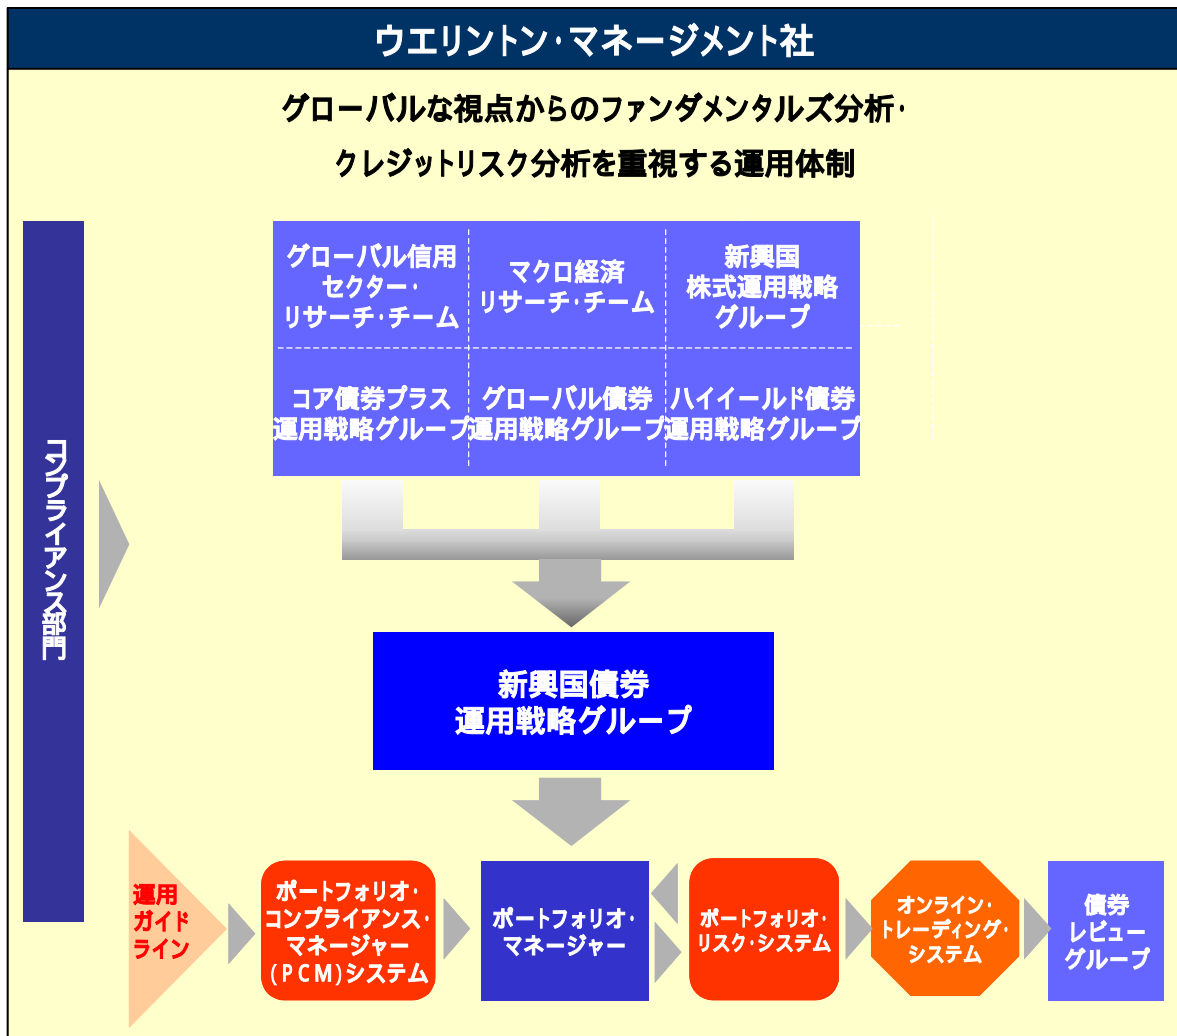 ウエリントン・マネージメント社
グローバルな視点からのファンダメンタルズ分析・
クレジットリスク分析を重視する運用体制
グローバル信用
セクター・
リサーチ・チーム
マクロ経済
リサーチ・チーム
新興国
株式運用戦略
グループ
コア債券プラス
運用戦略グループ
グローバル債券
運用戦略グループ
ハイイールド債券
運用戦略グループ
コンプライアンス部門
新興国債券
運用戦略グループ
運用
ガイド
ライン
ポートフォリオ・
コンプライアンス・
マネージャー
(PCM)システム
ポートフォリオ・
マネージャー
ポートフォリオ・
リスク・システム
オンライン・
トレーディング・
システム
債券
レビュー
グループ